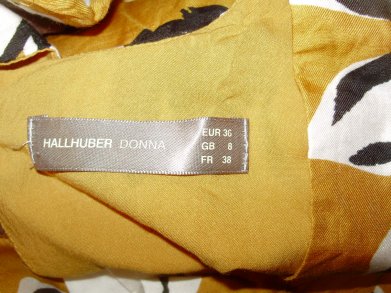 HALLHUBER DONNA
EUR 36
GB 8
FR 38